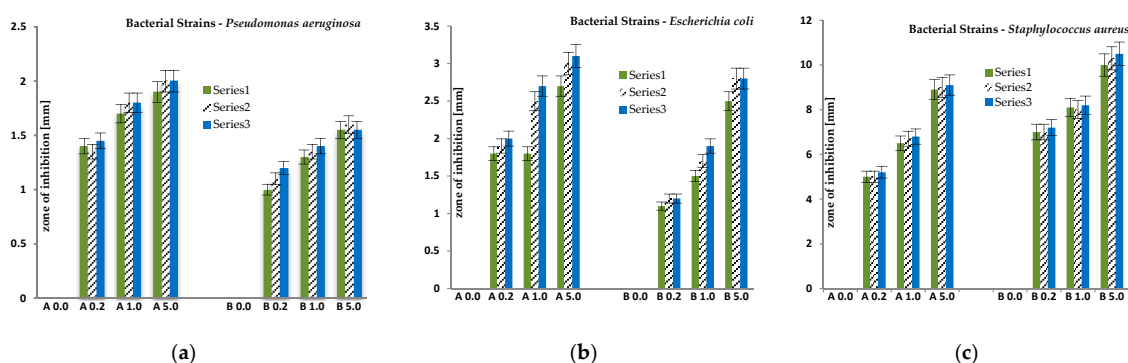 Bacterial Strains - Pseudomonas aeruginosa
zone of inhibition [mm]
2.5
2
1.5
1
0.5
0
Series1
Series2
Series3
A 0.0 A 0.2 A 1.0 A 5.0 B 0.0 B 0.2 B 1.0 B 5.0
(a)
Bacterial Strains - Escherichia coli
zone of inhibition [mm]
3.5
3
2.5
2
1.5
1
0.5
0
Series1
Series2
Series3
A 0.0 A 0.2 A 1.0 A 5.0 B 0.0 B 0.2 B 1.0 B 5.0
(b)
Bacterial Strains - Staphylococcus aureus
zone of inhibition [mm]
12
10
8
6
4
2
0
Series1
Series2
Series3
A 0.0 A 0.2 A 1.0 A 5.0 B 0.0 B 0.2 B 1.0 B 5.0
(c)